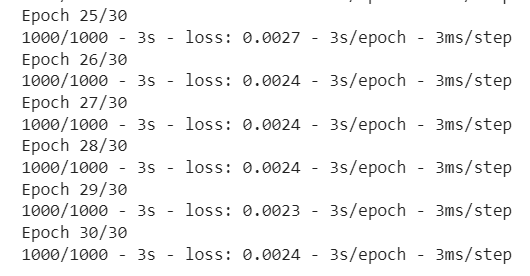 Epoch 25/30
1000/1000 - 3s - loss: 0.0027 - 3s/epoch - 3ms/step
Epoch 26/30
1000/1000 - 3s - loss: 0.0024 - 3s/epoch - 3ms/step
Epoch 27/30
1000/1000 - 3s - loss: 0.0024 - 3s/epoch - 3ms/step
Epoch 28/30
1000/1000 - 3s - loss: 0.0024 - 3s/epoch - 3ms/step
Epoch 29/30
1000/1000 - 3s - loss: 0.0023 - 3s/epoch - 3ms/step
Epoch 30/30
1000/1000 - 3s - loss: 0.0024 - 3s/epoch - 3ms/step